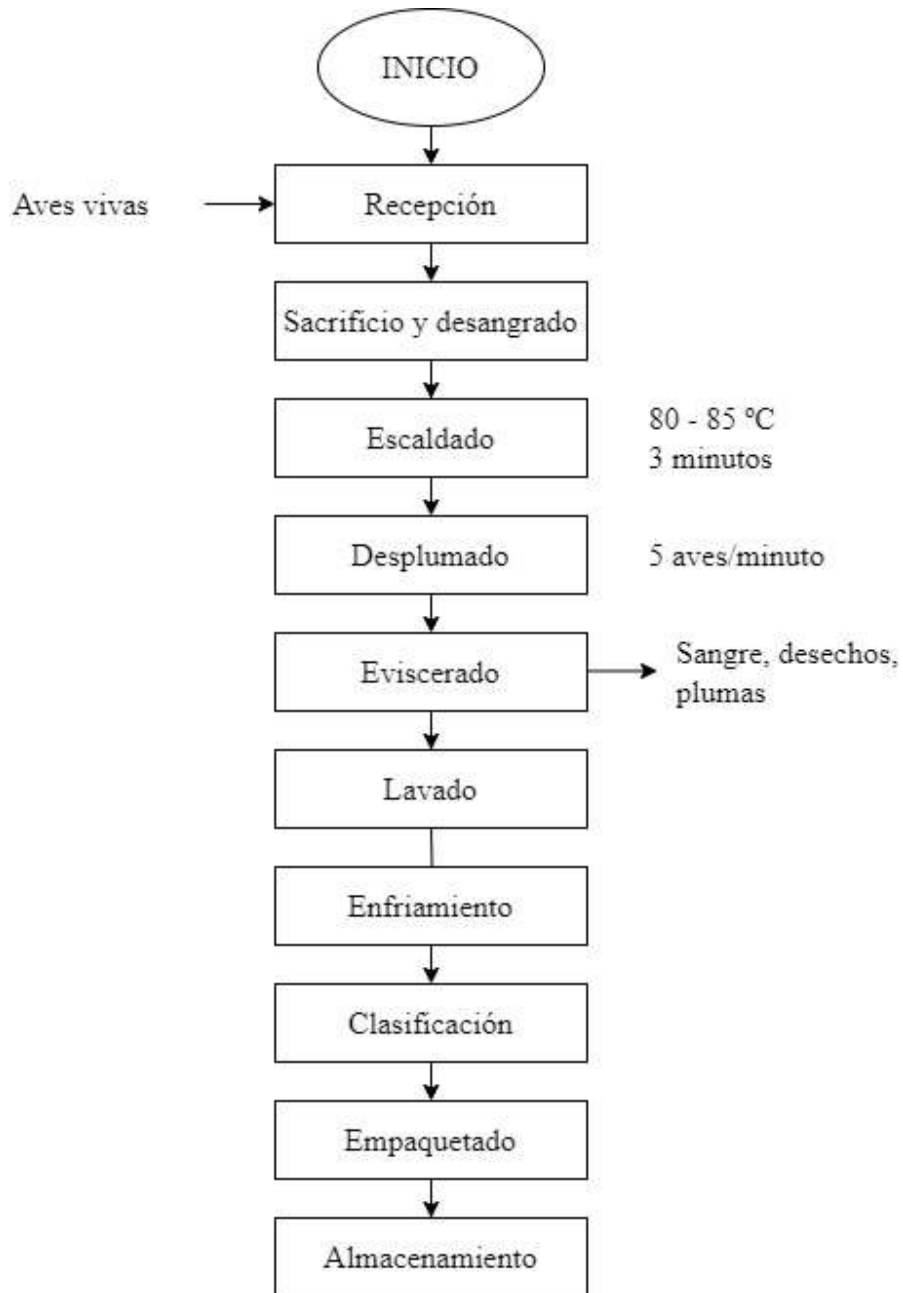 INICIO
Aves vivas
Recepción
Sacrificio y desangrado
Escaldado
80 - 85 ºC
3 minutos
Desplumado
5 aves/minuto
Eviscerado
Sangre, desechos,
plumas
Lavado
Enfriamiento
Clasificación
Empaquetado
Almacenamiento